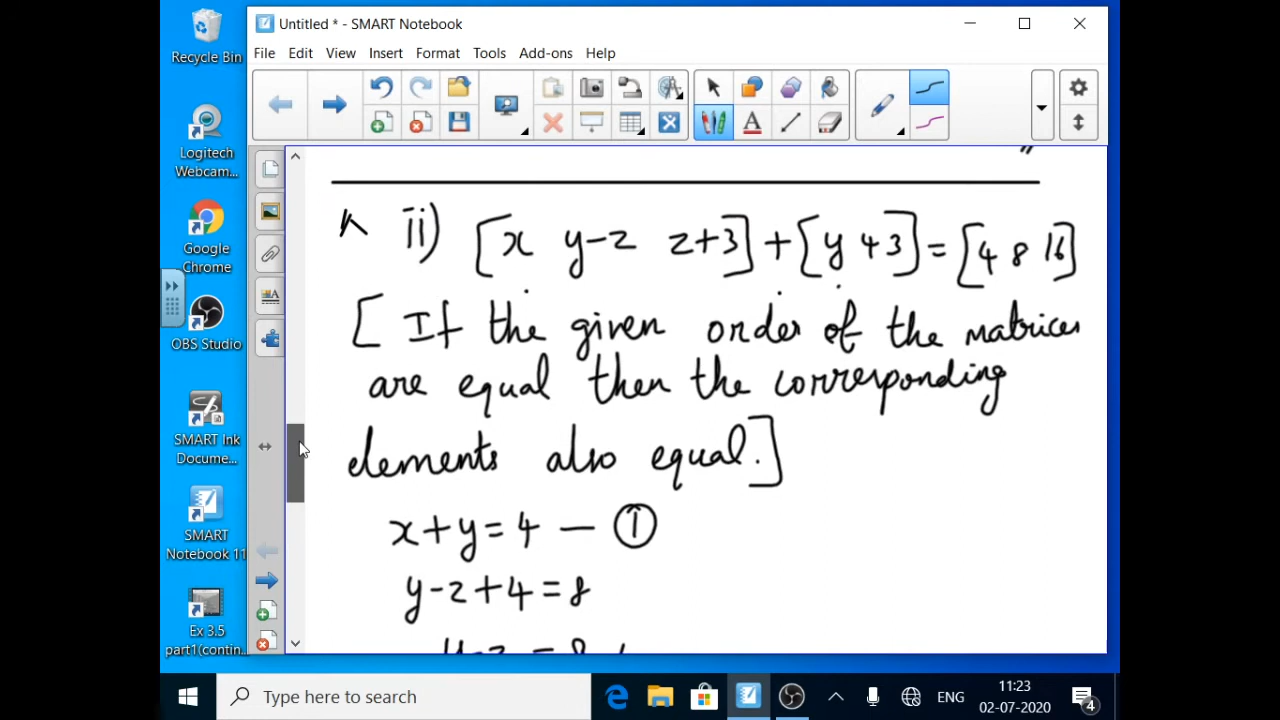 Recycle Bin
Logitech
Webcam...
Google
Chrome
OBS Studio
SMART Ink
Docume...
SMART
Notebook 11
Ex 3.5
part1(contin...
Untitled * - SMART Notebook
File Edit View Insert Format Tools Add-ons Help
ii) [x y-z z+3] + [y 4 3] = [4 8 16]
[If the given order of the matrices
are equal then the corresponding
elements also equal.]
x+y=4 — ①
y-z+4=8
Type here to search
ENG
11:23
02-07-2020
4